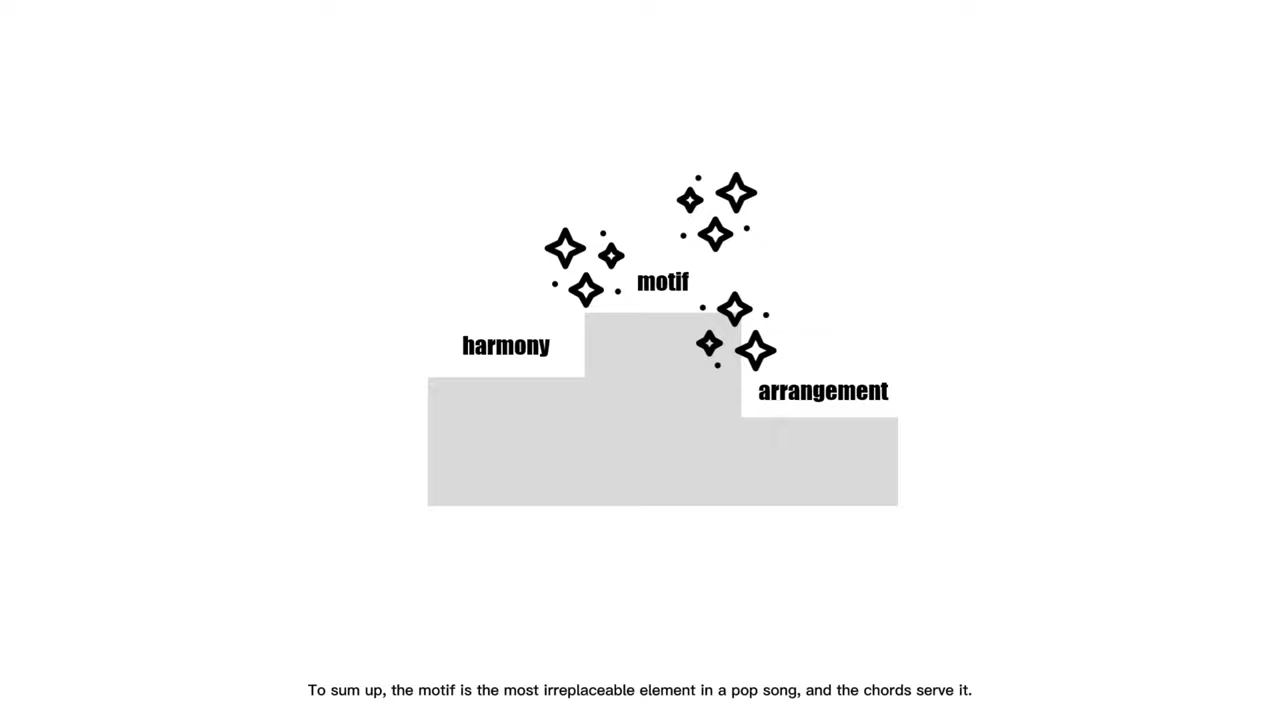 motif
harmony
arrangement
To sum up, the motif is the most irreplaceable element in a pop song, and the chords serve it.